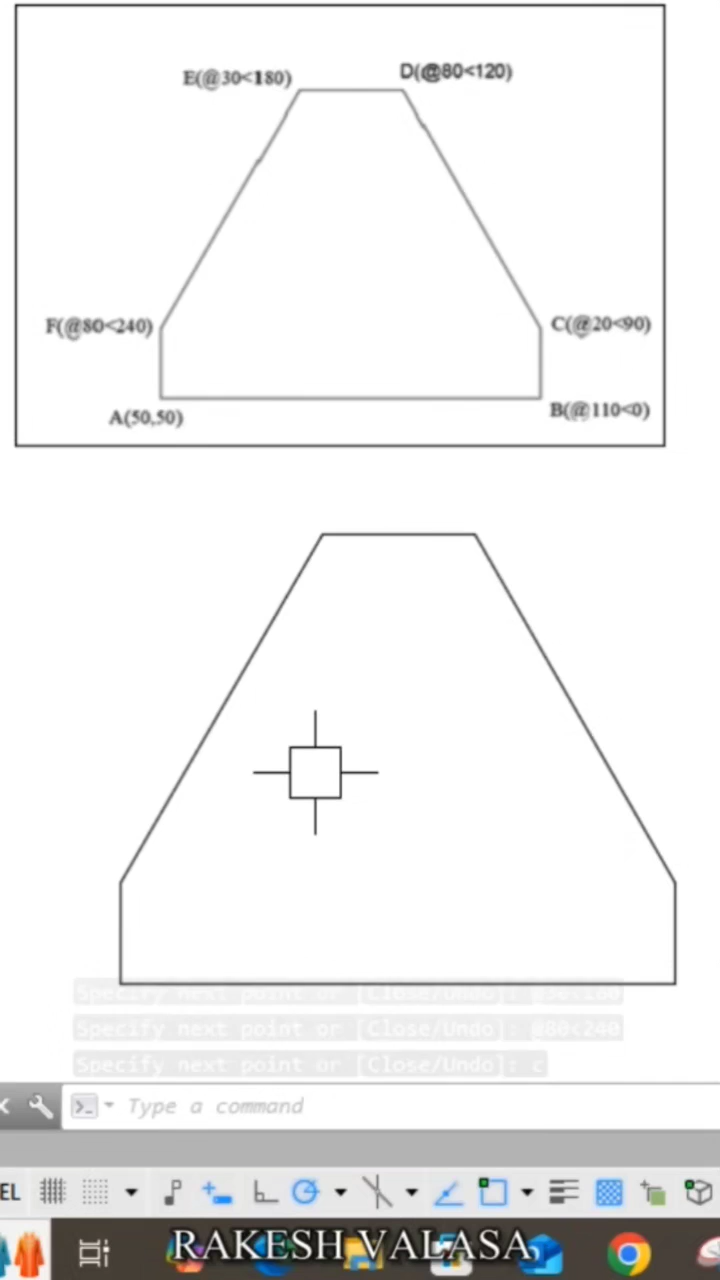 E(@30<180) D(@80<120)
F(@80<240) C(@20<90)
A(50,50) B(@110<0)
Specify next point or [Close/Undo]: @30<180
Specify next point or [Close/Undo]: @80<240
Specify next point or [Close/Undo]: c
Type a command
EL
RAKESH VALASA